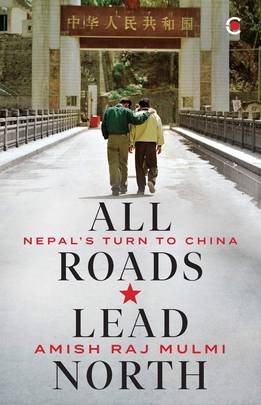 中华人民共和国
ALL
NEPAL'S TURN TO CHINA
ROADS
LEAD
AMISH RAJ MULMI
NORTH